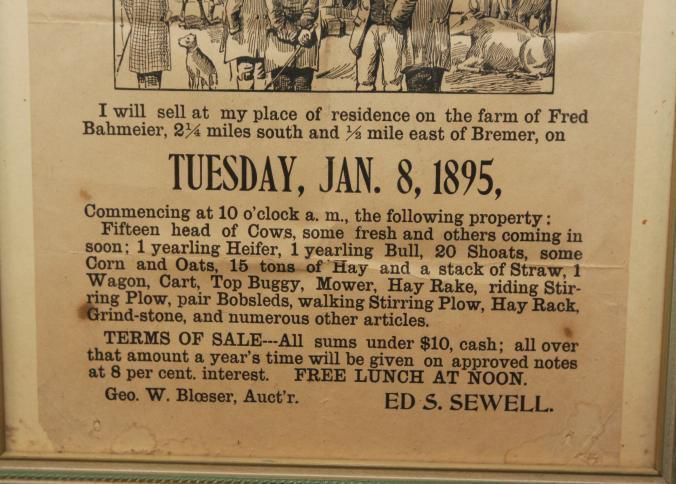 I will sell at my place of residence on the farm of Fred
Bahmeier, 2¼ miles south and ½ mile east of Bremer, on
TUESDAY, JAN. 8, 1895,
Commencing at 10 o'clock a. m., the following property:
Fifteen head of Cows, some fresh and others coming in
soon; 1 yearling Heifer, 1 yearling Bull, 20 Shoats, some
Corn and Oats, 15 tons of Hay and a stack of Straw, 1
Wagon, Cart, Top Buggy, Mower, Hay Rake, riding Stir-
ring Plow, pair Bobsleds, walking Stirring Plow, Hay Rack,
Grind-stone, and numerous other articles.
TERMS OF SALE---All sums under $10, cash; all over
that amount a year's time will be given on approved notes
at 8 per cent. interest. FREE LUNCH AT NOON.
Geo. W. Blœser, Auct'r. ED S. SEWELL.